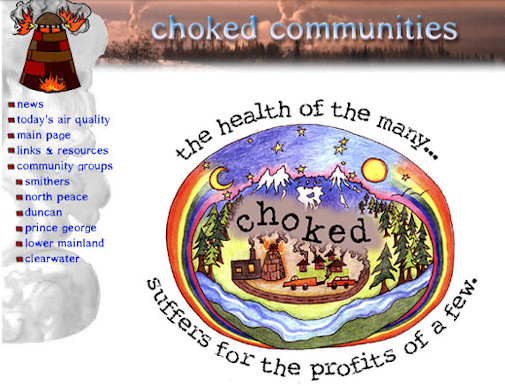 choked communities
news
today's air quality
main page
links & resources
community groups
smithers
north peace
duncan
prince george
lower mainland
clearwater
the health of the many...
choked
suffers for the profits of a few.